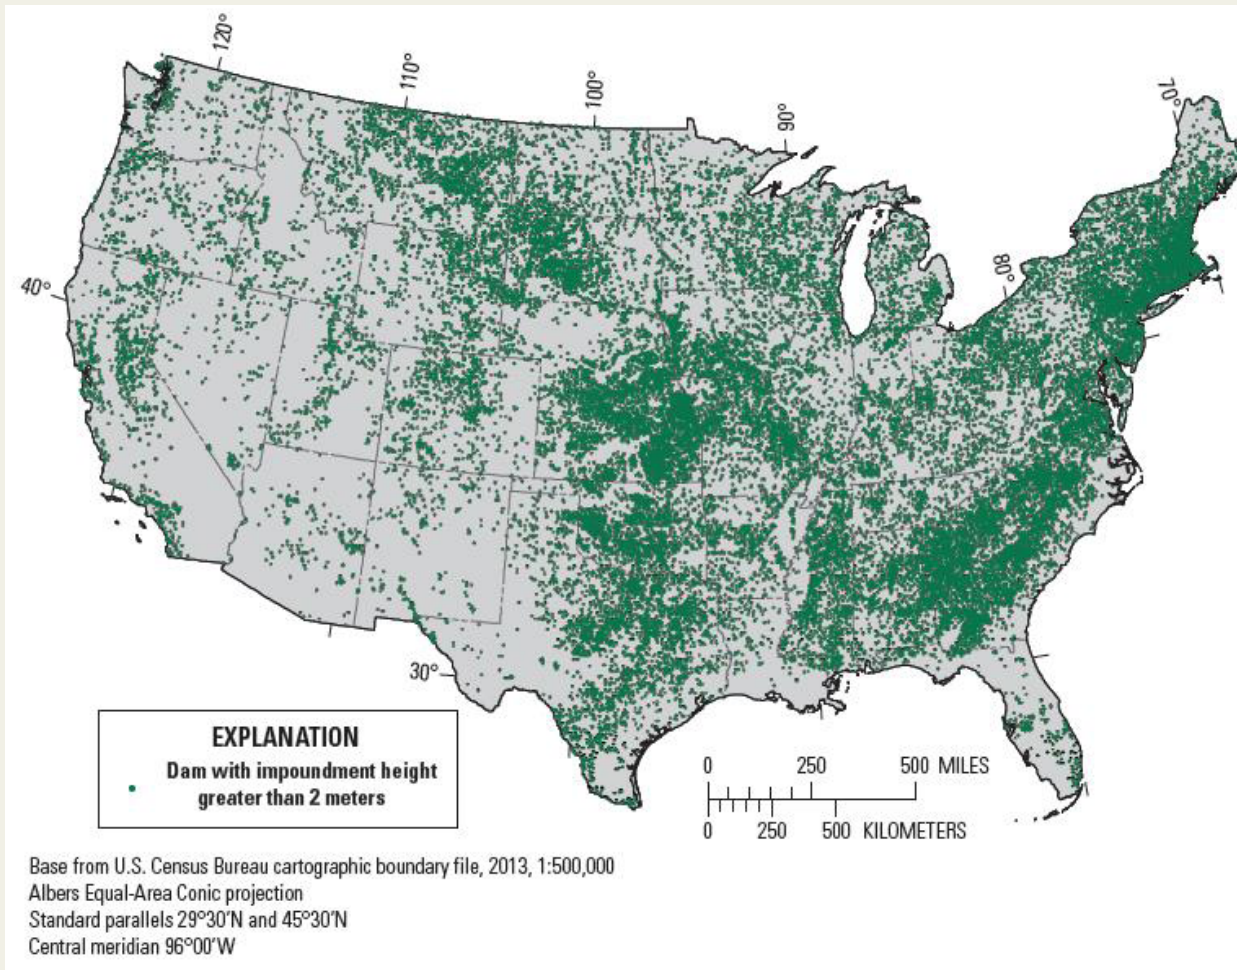 120°
110°
100°
90°
80°
70°
40°
30°
EXPLANATION
Dam with impoundment height
greater than 2 meters
0 250 500 MILES
0 250 500 KILOMETERS
Base from U.S. Census Bureau cartographic boundary file, 2013, 1:500,000
Albers Equal-Area Conic projection
Standard parallels 29°30′N and 45°30′N
Central meridian 96°00′W